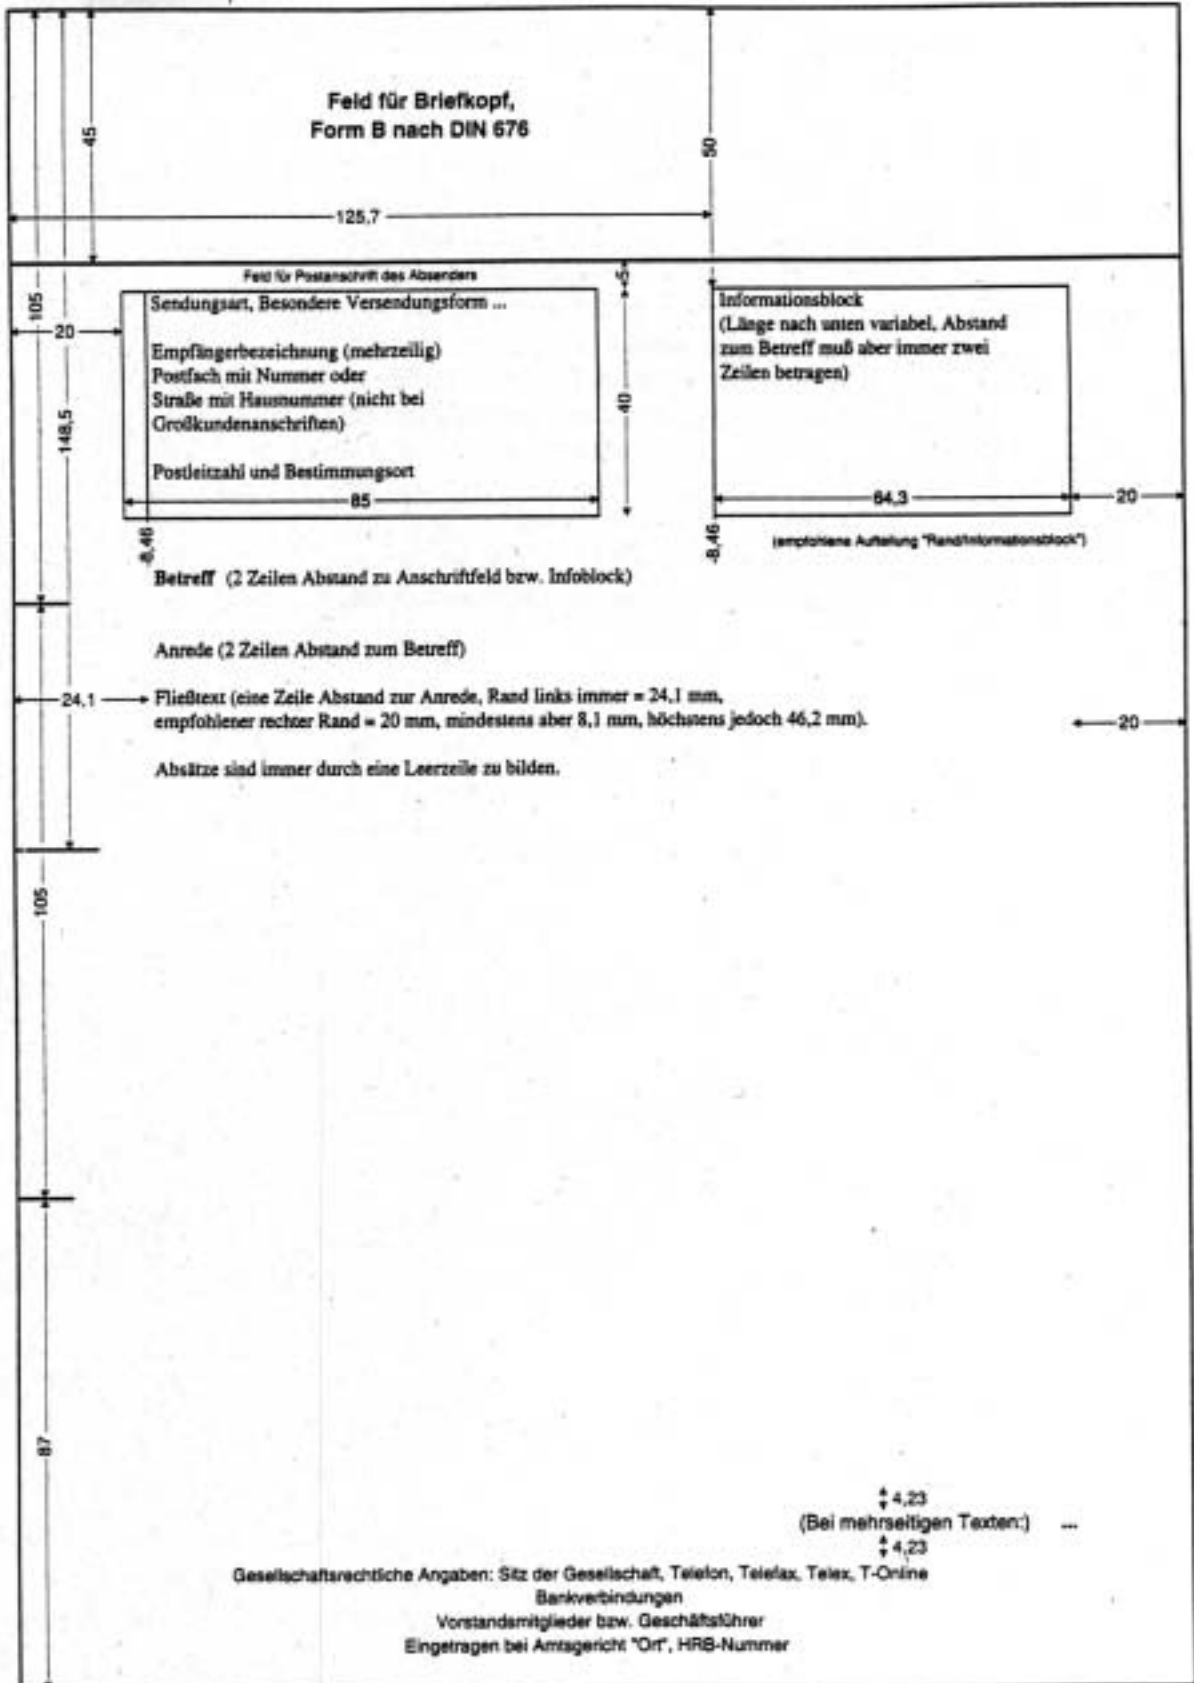 Feld für Briefkopf,
Form B nach DIN 676
45
50
125,7
Feld für Postanschrift des Absenders
5
105
20
148,5
Sendungsart, Besondere Versendungsform ...
Empfängerbezeichnung (mehrzeilig)
Postfach mit Nummer oder
Straße mit Hausnummer (nicht bei
Großkundenanschriften)
Postleitzahl und Bestimmungsort
85
40
Informationsblock
(Länge nach unten variabel, Abstand
zum Betreff muß aber immer zwei
Zeilen betragen)
64,3
20
-8,46
-8,46
(empfohlene Aufteilung "Rand/Informationsblock")
Betreff (2 Zeilen Abstand zu Anschriftfeld bzw. Infoblock)
Anrede (2 Zeilen Abstand zum Betreff)
24,1
Fließtext (eine Zeile Abstand zur Anrede, Rand links immer = 24,1 mm,
empfohlener rechter Rand = 20 mm, mindestens aber 8,1 mm, höchstens jedoch 46,2 mm).
20
Absätze sind immer durch eine Leerzeile zu bilden.
105
87
4,23
(Bei mehrseitigen Texten:) ...
4,23
Gesellschaftsrechtliche Angaben: Sitz der Gesellschaft, Telefon, Telefax, Telex, T-Online
Bankverbindungen
Vorstandsmitglieder bzw. Geschäftsführer
Eingetragen bei Amtsgericht "Ort", HRB-Nummer